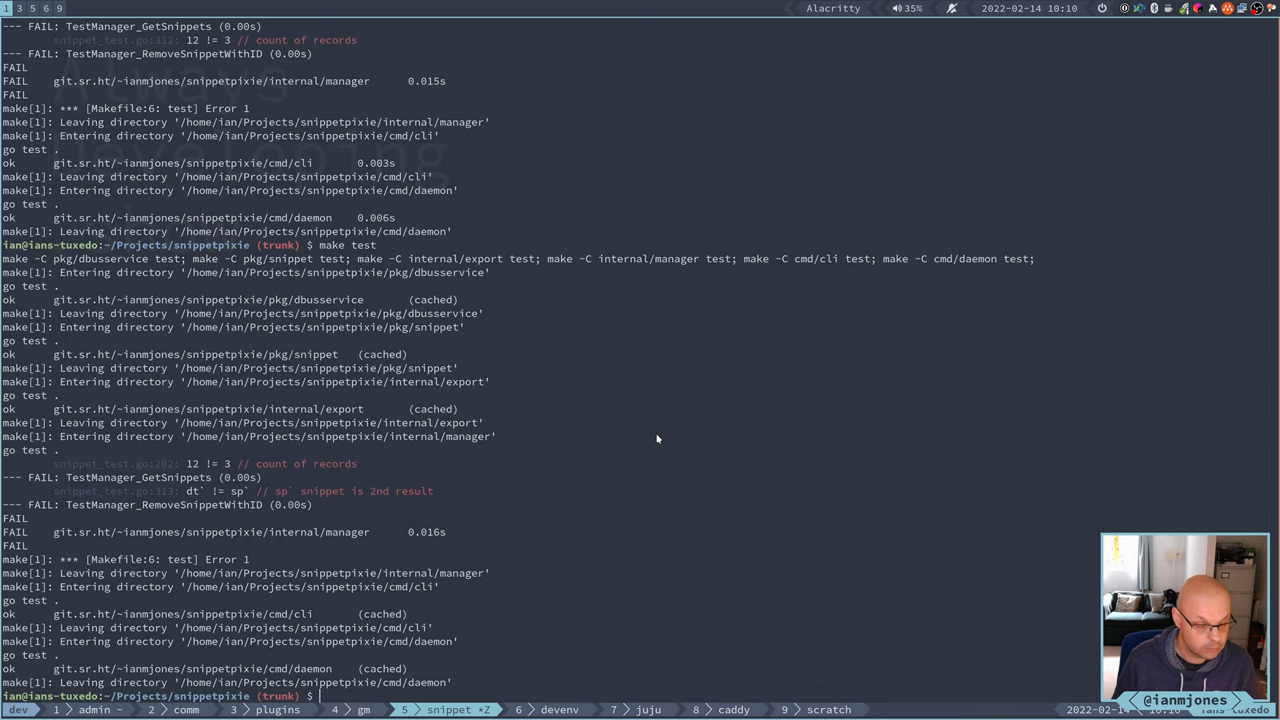 1 3 5 6 9 Alacritty 35% 2022-02-14 10:10
--- FAIL: TestManager_GetSnippets (0.00s)
snippet_test.go:312: 12 != 3 // count of records
--- FAIL: TestManager_RemoveSnippetWithID (0.00s)
FAIL
FAIL git.sr.ht/~ianmjones/snippetpixie/internal/manager 0.015s
FAIL
make[1]: *** [Makefile:6: test] Error 1
make[1]: Leaving directory '/home/ian/Projects/snippetpixie/internal/manager'
make[1]: Entering directory '/home/ian/Projects/snippetpixie/cmd/cli'
go test .
ok git.sr.ht/~ianmjones/snippetpixie/cmd/cli 0.003s
make[1]: Leaving directory '/home/ian/Projects/snippetpixie/cmd/cli'
make[1]: Entering directory '/home/ian/Projects/snippetpixie/cmd/daemon'
go test .
ok git.sr.ht/~ianmjones/snippetpixie/cmd/daemon 0.006s
make[1]: Leaving directory '/home/ian/Projects/snippetpixie/cmd/daemon'
ian@ians-tuxedo:~/Projects/snippetpixie (trunk) $ make test
make -C pkg/dbusservice test; make -C pkg/snippet test; make -C internal/export test; make -C internal/manager test; make -C cmd/cli test; make -C cmd/daemon test;
make[1]: Entering directory '/home/ian/Projects/snippetpixie/pkg/dbusservice'
go test .
ok git.sr.ht/~ianmjones/snippetpixie/pkg/dbusservice (cached)
make[1]: Leaving directory '/home/ian/Projects/snippetpixie/pkg/dbusservice'
make[1]: Entering directory '/home/ian/Projects/snippetpixie/pkg/snippet'
go test .
ok git.sr.ht/~ianmjones/snippetpixie/pkg/snippet (cached)
make[1]: Leaving directory '/home/ian/Projects/snippetpixie/pkg/snippet'
make[1]: Entering directory '/home/ian/Projects/snippetpixie/internal/export'
go test .
ok git.sr.ht/~ianmjones/snippetpixie/internal/export (cached)
make[1]: Leaving directory '/home/ian/Projects/snippetpixie/internal/export'
make[1]: Entering directory '/home/ian/Projects/snippetpixie/internal/manager'
go test .
snippet_test.go:202: 12 != 3 // count of records
--- FAIL: TestManager_GetSnippets (0.00s)
snippet_test.go:313: dt` != sp` // sp` snippet is 2nd result
--- FAIL: TestManager_RemoveSnippetWithID (0.00s)
FAIL
FAIL git.sr.ht/~ianmjones/snippetpixie/internal/manager 0.016s
FAIL
make[1]: *** [Makefile:6: test] Error 1
make[1]: Leaving directory '/home/ian/Projects/snippetpixie/internal/manager'
make[1]: Entering directory '/home/ian/Projects/snippetpixie/cmd/cli'
go test .
ok git.sr.ht/~ianmjones/snippetpixie/cmd/cli (cached)
make[1]: Leaving directory '/home/ian/Projects/snippetpixie/cmd/cli'
make[1]: Entering directory '/home/ian/Projects/snippetpixie/cmd/daemon'
go test .
ok git.sr.ht/~ianmjones/snippetpixie/cmd/daemon (cached)
make[1]: Leaving directory '/home/ian/Projects/snippetpixie/cmd/daemon'
ian@ians-tuxedo:~/Projects/snippetpixie (trunk) $
dev 1 admin - 2 comm 3 plugins 4 gm 5 snippet *Z 6 devenv 7 juju 8 caddy 9 scratch 2022-02-14
@ianmjones
Always
Developing